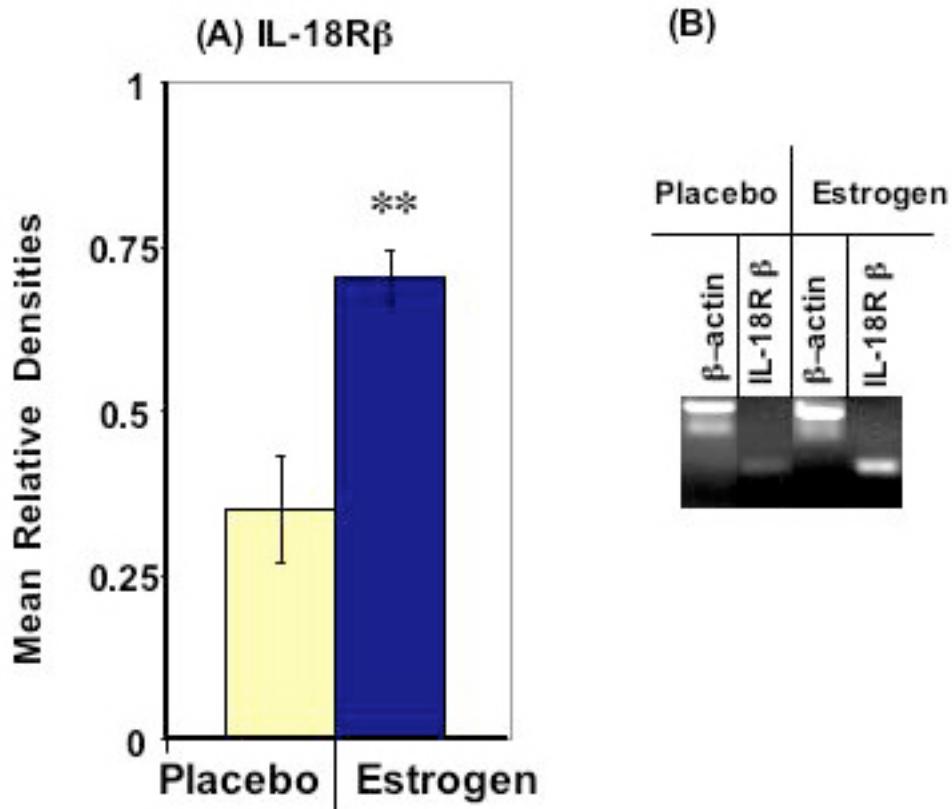 (A) IL-18Rβ
Mean Relative Densities
1
0.75
0.5
0.25
0
**
Placebo
Estrogen
(B)
Placebo
Estrogen
β–actin
IL-18R β
β–actin
IL-18R β